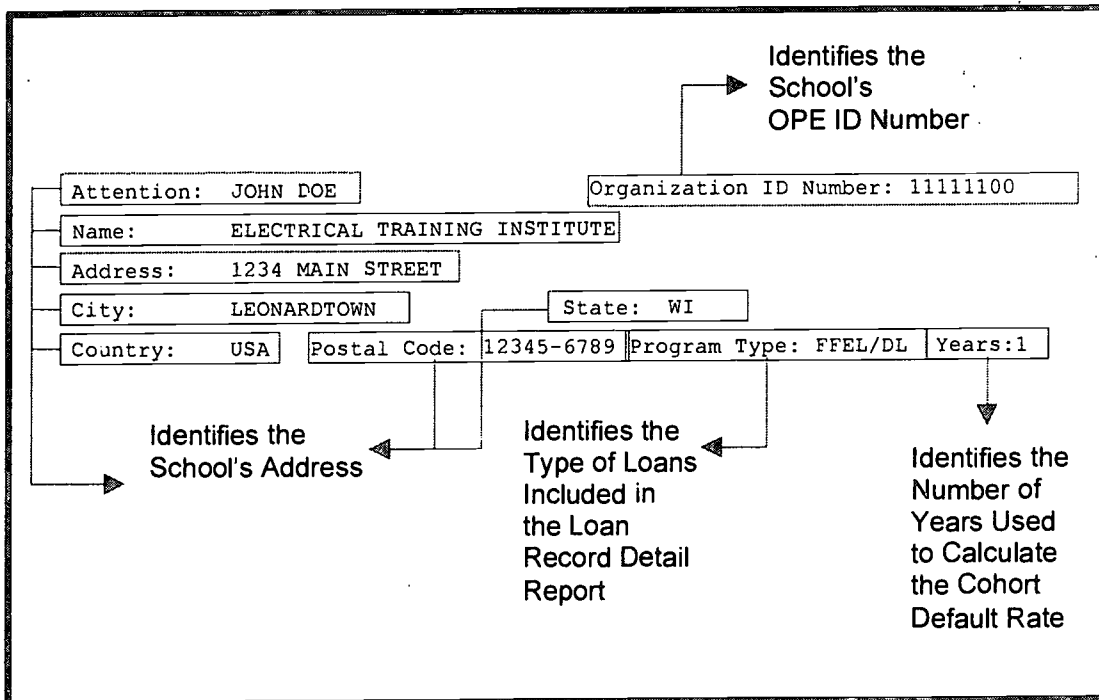 Identifies the
School's
OPE ID Number
Attention: JOHN DOE
Organization ID Number: 11111100
Name: ELECTRICAL TRAINING INSTITUTE
Address: 1234 MAIN STREET
City: LEONARDTOWN
State: WI
Country: USA
Postal Code: 12345-6789
Program Type: FFEL/DL
Years:1
Identifies the
School's Address
Identifies the
Type of Loans
Included in
the Loan
Record Detail
Report
Identifies the
Number of
Years Used
to Calculate
the Cohort
Default Rate